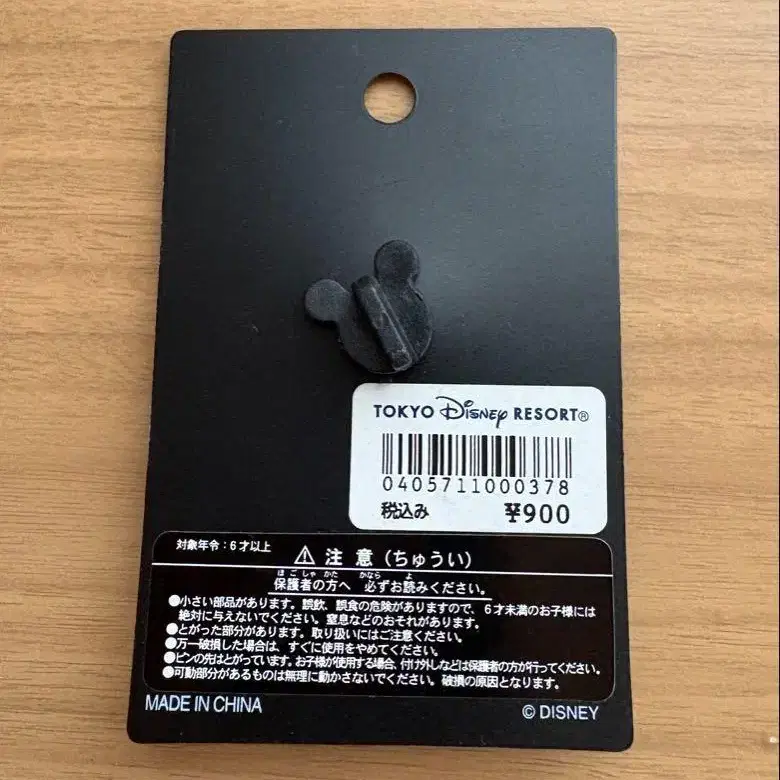 TOKYO Disney RESORT®
0405711000378
税込み ¥900
対象年令:6才以上
⚠ 注意(ちゅうい)
ほごしゃ かた かなら よ
保護者の方へ 必ずお読みください。
●小さい部品があります。誤飲、誤食の危険がありますので、6才未満のお子様には
絶対に与えないでください。窒息などのおそれがあります。
●とがった部分があります。取り扱いにはご注意ください。
●万一破損した場合は、すぐに使用をやめてください。
●ピンの先はとがっています。お子様が使用する場合、付け外しなどは保護者の方が行ってください。
●可動部分があるものは無理に動かさないでください。破損の原因となります。
MADE IN CHINA
© DISNEY